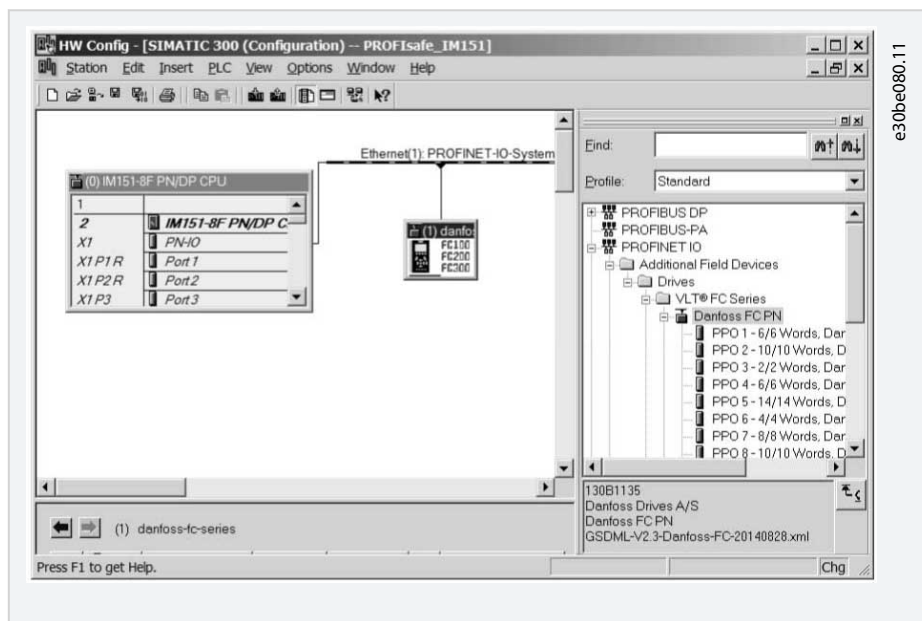 HW Config - [SIMATIC 300 (Configuration) -- PROFIsafe_IM151]
Station Edit Insert PLC View Options Window Help
Ethernet(1): PROFINET-IO-System
(0) IM151-8F PN/DP CPU
1
2 IM151-8F PN/DP C
X1 PN-IO
X1 P1 R Port 1
X1 P2 R Port 2
X1 P3 Port 3
(1) danfos
FC100
FC200
FC300
Find:
Profile: Standard
PROFIBUS DP
PROFIBUS-PA
PROFINET IO
Additional Field Devices
Drives
VLT® FC Series
Danfoss FC PN
PPO 1 - 6/6 Words, Dar
PPO 2 - 10/10 Words, D
PPO 3 - 2/2 Words, Dar
PPO 4 - 6/6 Words, Dar
PPO 5 - 14/14 Words, D
PPO 6 - 4/4 Words, Dar
PPO 7 - 8/8 Words, Dar
PPO 8 - 10/10 Words, D
130B1135
Danfoss Drives A/S
Danfoss FC PN
GSDML-V2.3-Danfoss-FC-20140828.xml
(1) danfoss-fc-series
Press F1 to get Help.
Chg
e30be080.11